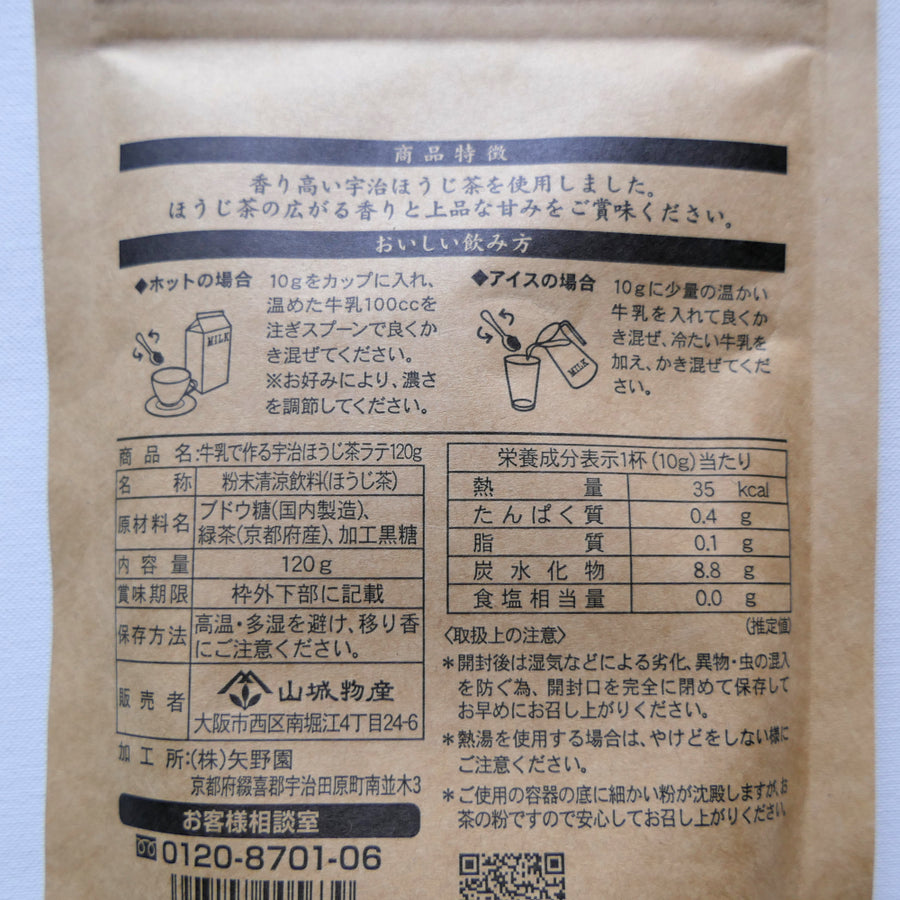 商品特徴
香り高い宇治ほうじ茶を使用しました。
ほうじ茶の広がる香りと上品な甘みをご賞味ください。
おいしい飲み方
◆ホットの場合
10gをカップに入れ、
温めた牛乳100ccを
注ぎスプーンで良くか
き混ぜてください。
※お好みにより、濃さ
を調節してください。
MILK
◆アイスの場合
10gに少量の温かい
牛乳を入れて良くか
き混ぜ、冷たい牛乳を
加え、かき混ぜてくだ
さい。
MILK
商品名:牛乳で作る宇治ほうじ茶ラテ120g
名称 粉末清涼飲料(ほうじ茶)
原材料名 ブドウ糖(国内製造)、
緑茶(京都府産)、加工黒糖
内容量 120g
賞味期限 枠外下部に記載
保存方法 高温・多湿を避け、移り香
にご注意ください。
販売者 山城物産
大阪市西区南堀江4丁目24-6
加工所:(株)矢野園
京都府綴喜郡宇治田原町南並木3
お客様相談室
0120-8701-06
栄養成分表示1杯(10g)当たり
熱量 35 kcal
たんぱく質 0.4 g
脂質 0.1 g
炭水化物 8.8 g
食塩相当量 0.0 g
(推定値)
〈取扱上の注意〉
*開封後は湿気などによる劣化、異物・虫の混入
を防ぐ為、開封口を完全に閉めて保存して
お早めにお召し上がりください。
*熱湯を使用する場合は、やけどをしない様に
ご注意ください。
*ご使用の容器の底に細かい粉が沈殿しますが、お
茶の粉ですので安心してお召し上がりください。